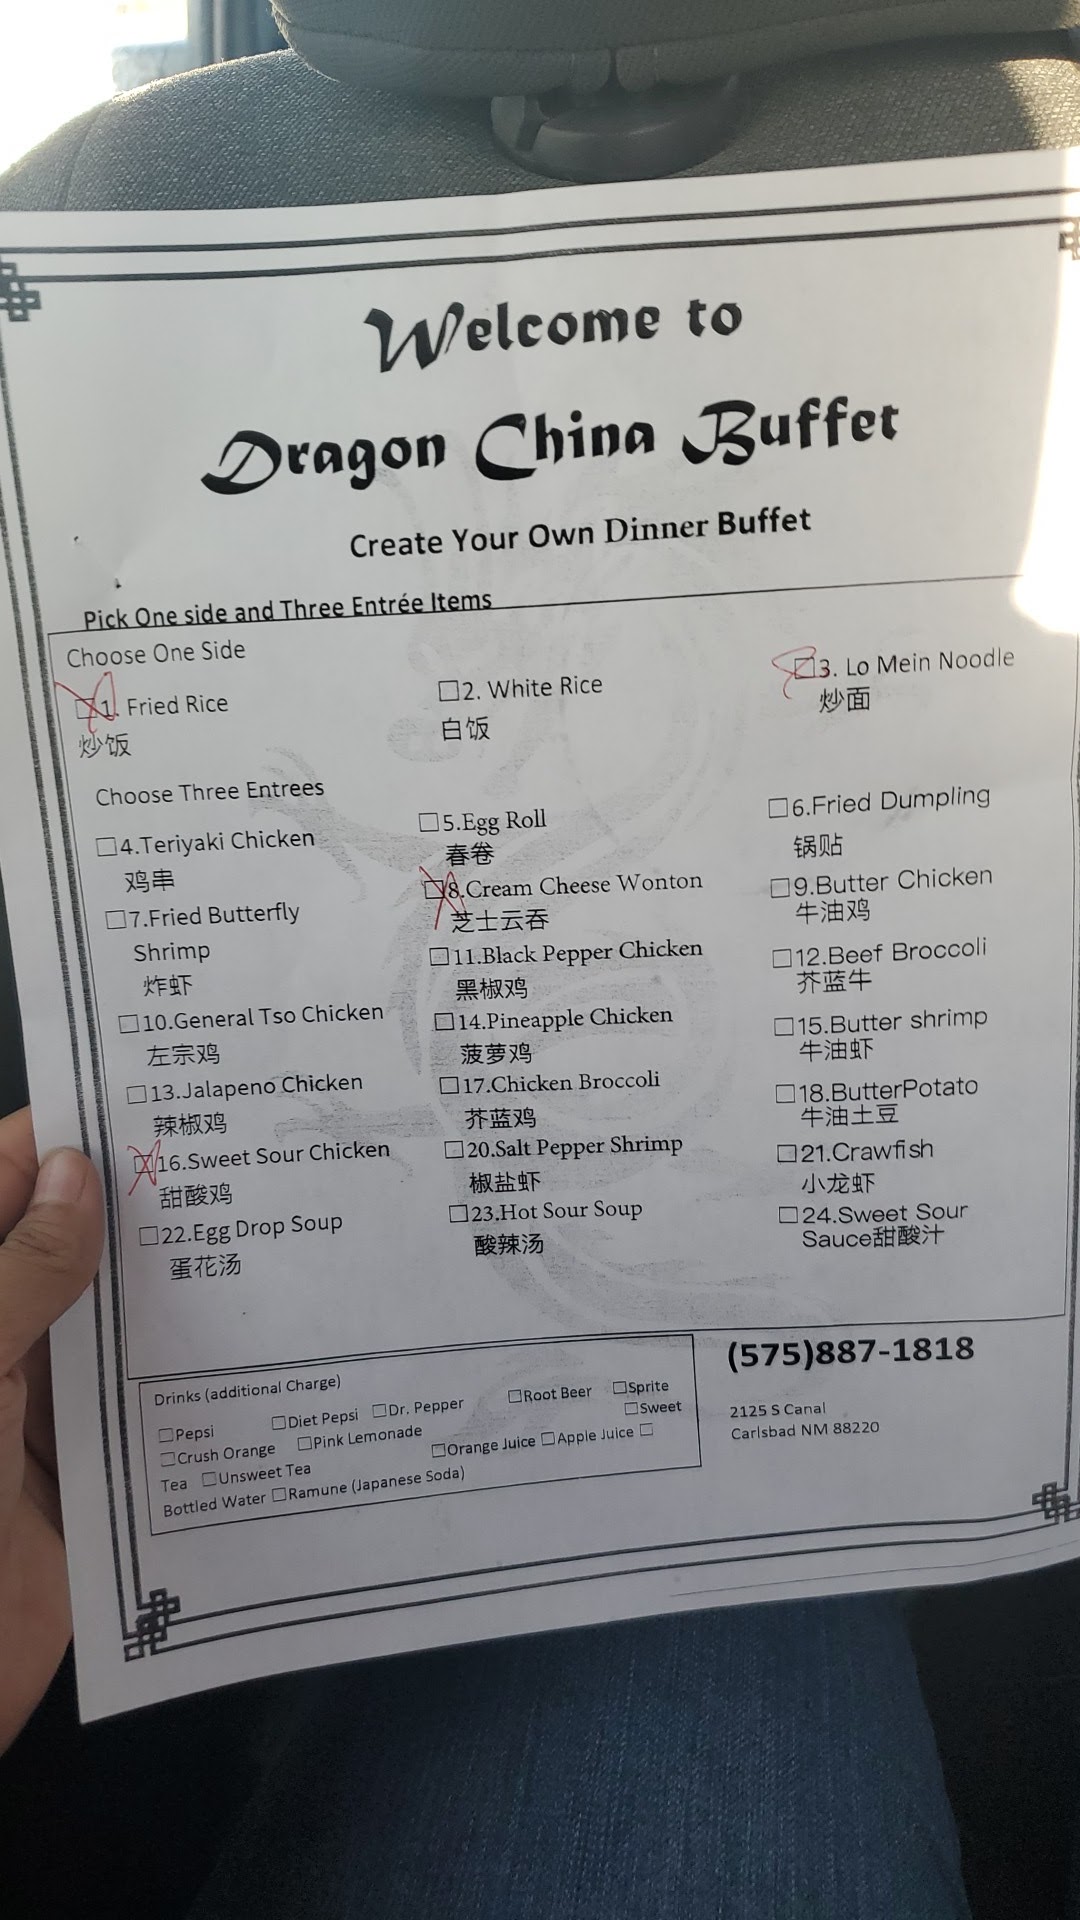 Welcome to
Dragon China Buffet
Create Your Own Dinner Buffet
Pick One side and Three Entrée Items
Choose One Side
☐1. Fried Rice
炒饭
☐2. White Rice
白饭
☐3. Lo Mein Noodle
炒面
Choose Three Entrees
☐4.Teriyaki Chicken
鸡串
☐5.Egg Roll
春卷
☐6.Fried Dumpling
锅贴
☐7.Fried Butterfly
Shrimp
炸虾
☐8.Cream Cheese Wonton
芝士云吞
☐9.Butter Chicken
牛油鸡
☐10.General Tso Chicken
左宗鸡
☐11.Black Pepper Chicken
黑椒鸡
☐12.Beef Broccoli
芥蓝牛
☐13.Jalapeno Chicken
辣椒鸡
☐14.Pineapple Chicken
菠萝鸡
☐15.Butter shrimp
牛油虾
☐16.Sweet Sour Chicken
甜酸鸡
☐17.Chicken Broccoli
芥蓝鸡
☐18.ButterPotato
牛油土豆
☐20.Salt Pepper Shrimp
椒盐虾
☐21.Crawfish
小龙虾
☐22.Egg Drop Soup
蛋花汤
☐23.Hot Sour Soup
酸辣汤
☐24.Sweet Sour
Sauce甜酸汁
Drinks (additional Charge)
☐Pepsi ☐Diet Pepsi ☐Dr. Pepper ☐Root Beer ☐Sprite
☐Crush Orange ☐Pink Lemonade ☐Sweet
Tea ☐Unsweet Tea ☐Orange Juice ☐Apple Juice ☐
Bottled Water ☐Ramune (Japanese Soda)
(575)887-1818
2125 S Canal
Carlsbad NM 88220